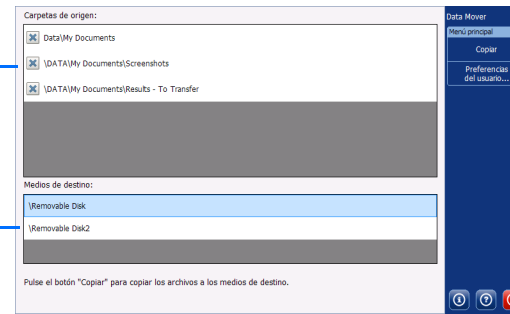 Carpetas de origen:
Data\My Documents
\DATA\My Documents\Screenshots
\DATA\My Documents\Results - To Transfer
Medios de destino:
\Removable Disk
\Removable Disk2
Pulse el botón "Copiar" para copiar los archivos a los medios de destino.
Data Mover
Menú principal
Copiar
Preferencias
del usuario...